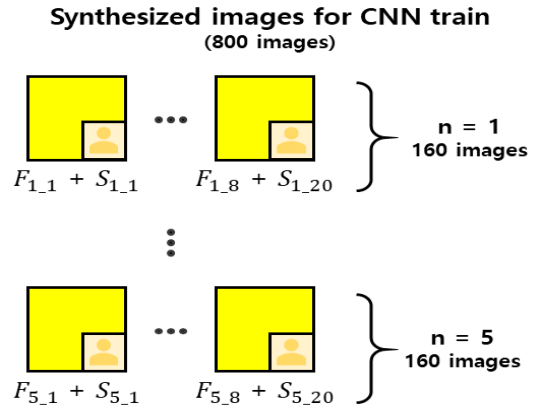 Synthesized images for CNN train
(800 images)
n = 1
160 images
F1_1 + S1_1
F1_8 + S1_20
n = 5
160 images
F5_1 + S5_1
F5_8 + S5_20